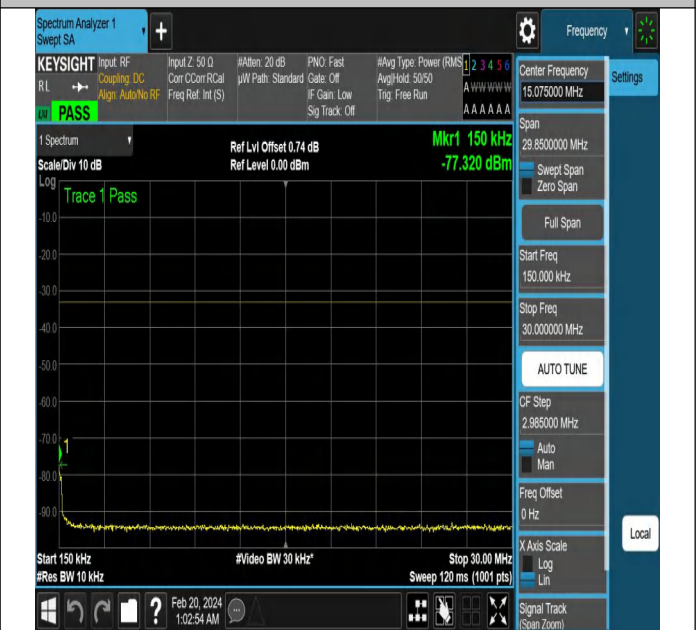 Spectrum Analyzer 1
Swept SA
+
Frequency
KEYSIGHT
Input: RF
Coupling: DC
Align: Auto/No RF
Input Z: 50 Ω
Corr CCorr RCal
Freq Ref: Int (S)
#Atten: 20 dB
µW Path: Standard
PNO: Fast
Gate: Off
IF Gain: Low
Sig Track: Off
#Avg Type: Power (RMS
Avg|Hold: 50/50
Trig: Free Run
1 2 3 4 5 6
A W W W W W
A A A A A A
RL
PASS
1 Spectrum
Scale/Div 10 dB
Ref Lvl Offset 0.74 dB
Ref Level 0.00 dBm
Mkr1 150 kHz
-77.320 dBm
Log
Trace 1 Pass
-10.0
-20.0
-30.0
-40.0
-50.0
-60.0
-70.0
1
-80.0
-90.0
Start 150 kHz
#Res BW 10 kHz
#Video BW 30 kHz*
Stop 30.00 MHz
Sweep 120 ms (1001 pts)
?
Feb 20, 2024
1:02:54 AM
Center Frequency
15.075000 MHz
Settings
Span
29.8500000 MHz
Swept Span
Zero Span
Full Span
Start Freq
150.000 kHz
Stop Freq
30.000000 MHz
AUTO TUNE
CF Step
2.985000 MHz
Auto
Man
Freq Offset
0 Hz
Local
X Axis Scale
Log
Lin
Signal Track
(Span Zoom)